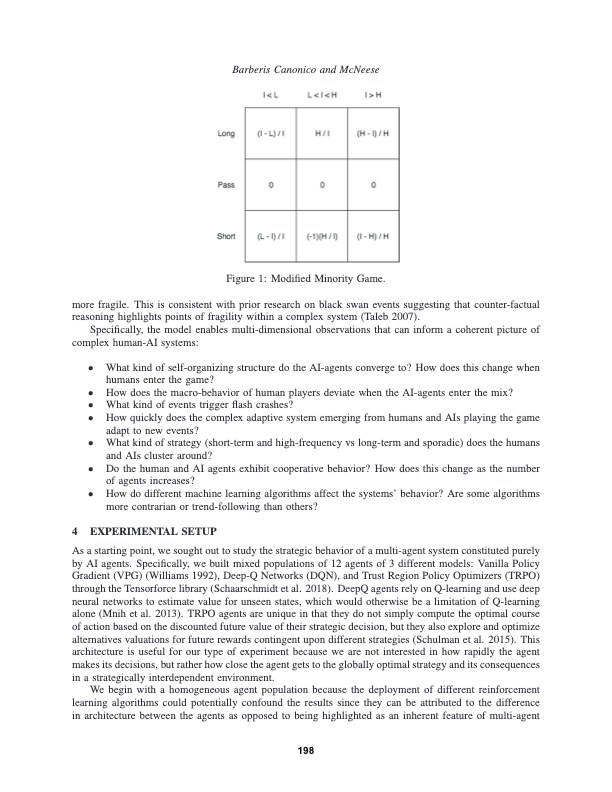 Barberis Canonico and McNeese
I < L L < I < H I > H
Long (I - L) / I H / I (H - I) / H
Pass 0 0 0
Short (L - I) / I (-1)(H / I) (I - H) / H
Figure 1: Modified Minority Game.
more fragile. This is consistent with prior research on black swan events suggesting that counter-factual
reasoning highlights points of fragility within a complex system (Taleb 2007).
Specifically, the model enables multi-dimensional observations that can inform a coherent picture of
complex human-AI systems:
• What kind of self-organizing structure do the AI-agents converge to? How does this change when
humans enter the game?
• How does the macro-behavior of human players deviate when the AI-agents enter the mix?
• What kind of events trigger flash crashes?
• How quickly does the complex adaptive system emerging from humans and AIs playing the game
adapt to new events?
• What kind of strategy (short-term and high-frequency vs long-term and sporadic) does the humans
and AIs cluster around?
• Do the human and AI agents exhibit cooperative behavior? How does this change as the number
of agents increases?
• How do different machine learning algorithms affect the systems' behavior? Are some algorithms
more contrarian or trend-following than others?
4 EXPERIMENTAL SETUP
As a starting point, we sought out to study the strategic behavior of a multi-agent system constituted purely
by AI agents. Specifically, we built mixed populations of 12 agents of 3 different models: Vanilla Policy
Gradient (VPG) (Williams 1992), Deep-Q Networks (DQN), and Trust Region Policy Optimizers (TRPO)
through the Tensorforce library (Schaarschmidt et al. 2018). DeepQ agents rely on Q-learning and use deep
neural networks to estimate value for unseen states, which would otherwise be a limitation of Q-learning
alone (Mnih et al. 2013). TRPO agents are unique in that they do not simply compute the optimal course
of action based on the discounted future value of their strategic decision, but they also explore and optimize
alternatives valuations for future rewards contingent upon different strategies (Schulman et al. 2015). This
architecture is useful for our type of experiment because we are not interested in how rapidly the agent
makes its decisions, but rather how close the agent gets to the globally optimal strategy and its consequences
in a strategically interdependent environment.
We begin with a homogeneous agent population because the deployment of different reinforcement
learning algorithms could potentially confound the results since they can be attributed to the difference
in architecture between the agents as opposed to being highlighted as an inherent feature of multi-agent
198